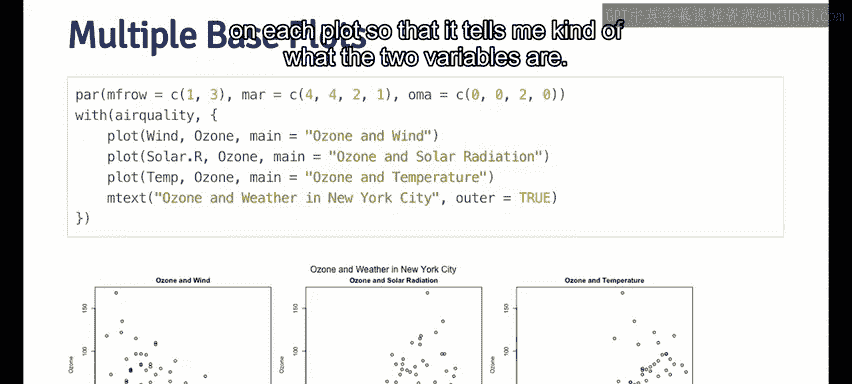 Multiple Base Plots
on each plot so that it tells me kind of
what the two variables are.
par(mfrow = c(1, 3), mar = c(4, 4, 2, 1), oma = c(0, 0, 2, 0))
with(airquality, {
plot(Wind, Ozone, main = "Ozone and Wind")
plot(Solar.R, Ozone, main = "Ozone and Solar Radiation")
plot(Temp, Ozone, main = "Ozone and Temperature")
mtext("Ozone and Weather in New York City", outer = TRUE)
})
Ozone and Weather in New York City
Ozone and Wind
Ozone and Solar Radiation
Ozone and Temperature
150
100
Ozone
150
100
Ozone
150
100
Ozone